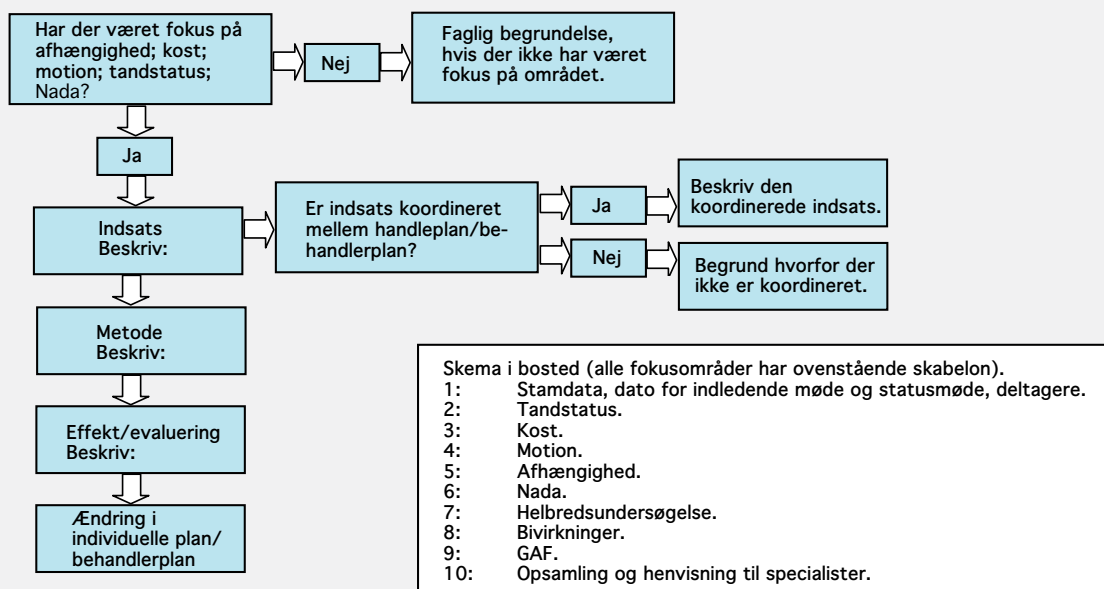 Har der været fokus på
afhængighed; kost;
motion; tandstatus;
Nada?
Nej
Faglig begrundelse,
hvis der ikke har været
fokus på området.
Ja
Indsats
Beskriv:
Er indsats koordineret
mellem handleplan/be-
handlerplan?
Ja
Beskriv den
koordinerede indsats.
Nej
Begrund hvorfor der
ikke er koordineret.
Metode
Beskriv:
Effekt/evaluering
Beskriv:
Ændring i
individuelle plan/
behandlerplan
Skema i bosted (alle fokusområder har ovenstående skabelon).
1: Stamdata, dato for indledende møde og statusmøde, deltagere.
2: Tandstatus.
3: Kost.
4: Motion.
5: Afhængighed.
6: Nada.
7: Helbredsundersøgelse.
8: Bivirkninger.
9: GAF.
10: Opsamling og henvisning til specialister.